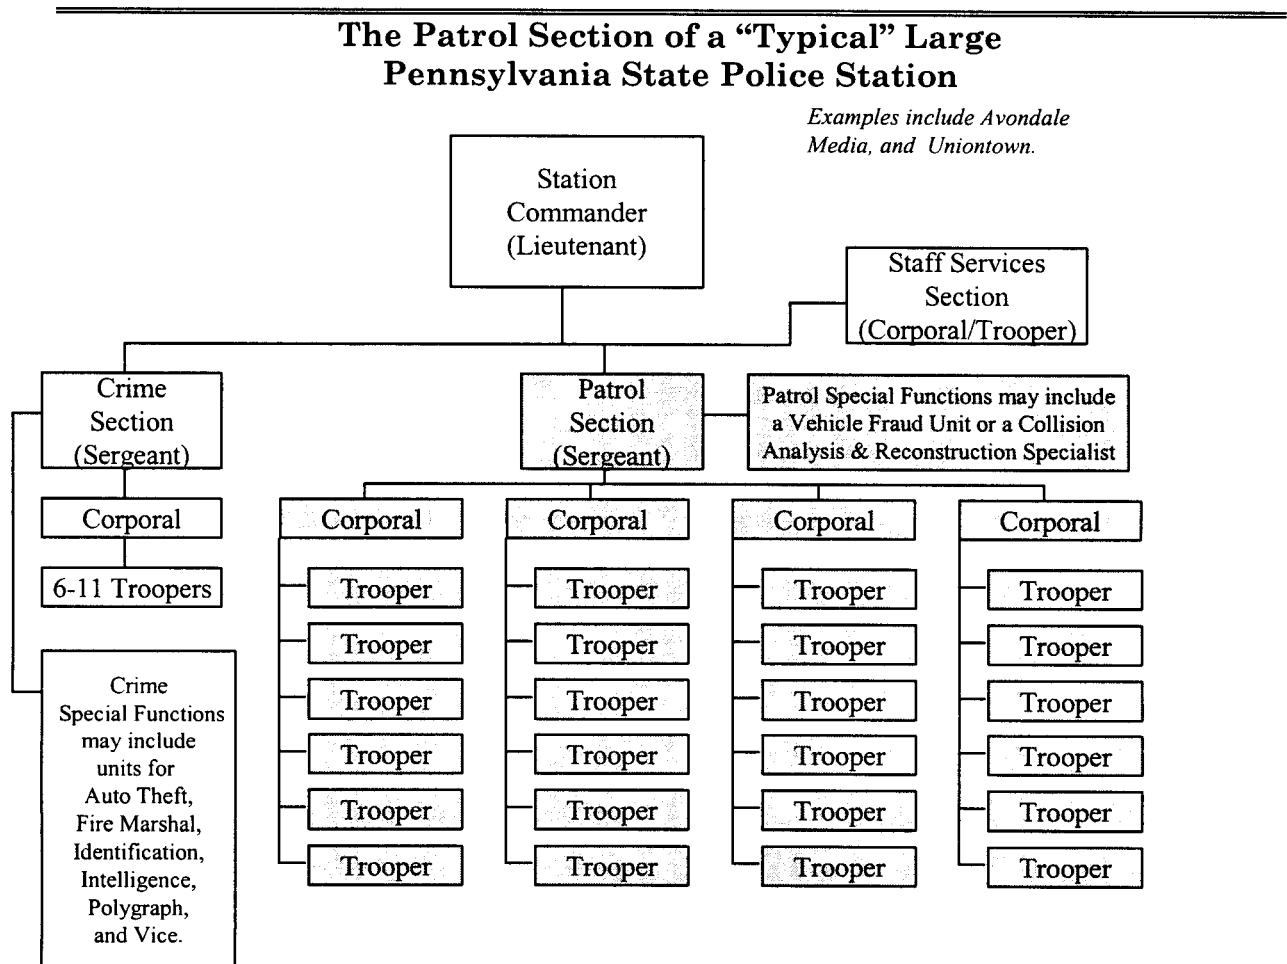 The Patrol Section of a “Typical” Large
Pennsylvania State Police Station
Examples include Avondale
Media, and Uniontown.
Station
Commander
(Lieutenant)
Staff Services
Section
(Corporal/Trooper)
Crime
Section
(Sergeant)
Patrol
Section
(Sergeant)
Patrol Special Functions may include
a Vehicle Fraud Unit or a Collision
Analysis & Reconstruction Specialist
Corporal
6-11 Troopers
Crime
Special Functions
may include
units for
Auto Theft,
Fire Marshal,
Identification,
Intelligence,
Polygraph,
and Vice.
Corporal
Trooper
Trooper
Trooper
Trooper
Trooper
Trooper
Corporal
Trooper
Trooper
Trooper
Trooper
Trooper
Trooper
Corporal
Trooper
Trooper
Trooper
Trooper
Trooper
Trooper
Corporal
Trooper
Trooper
Trooper
Trooper
Trooper
Trooper